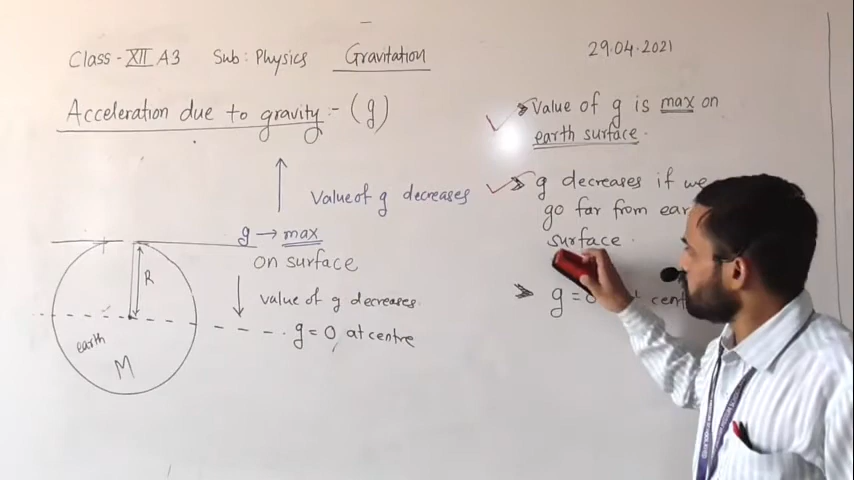 Class - XII A3 Sub: Physics Gravitation
29.04.2021
Acceleration due to gravity :- (g)
Value of g decreases
g → max
on surface
value of g decreases.
g = 0, at centre
R
earth
M
Value of g is max on
earth surface.
g decreases if we
go far from
surface.
g = 0